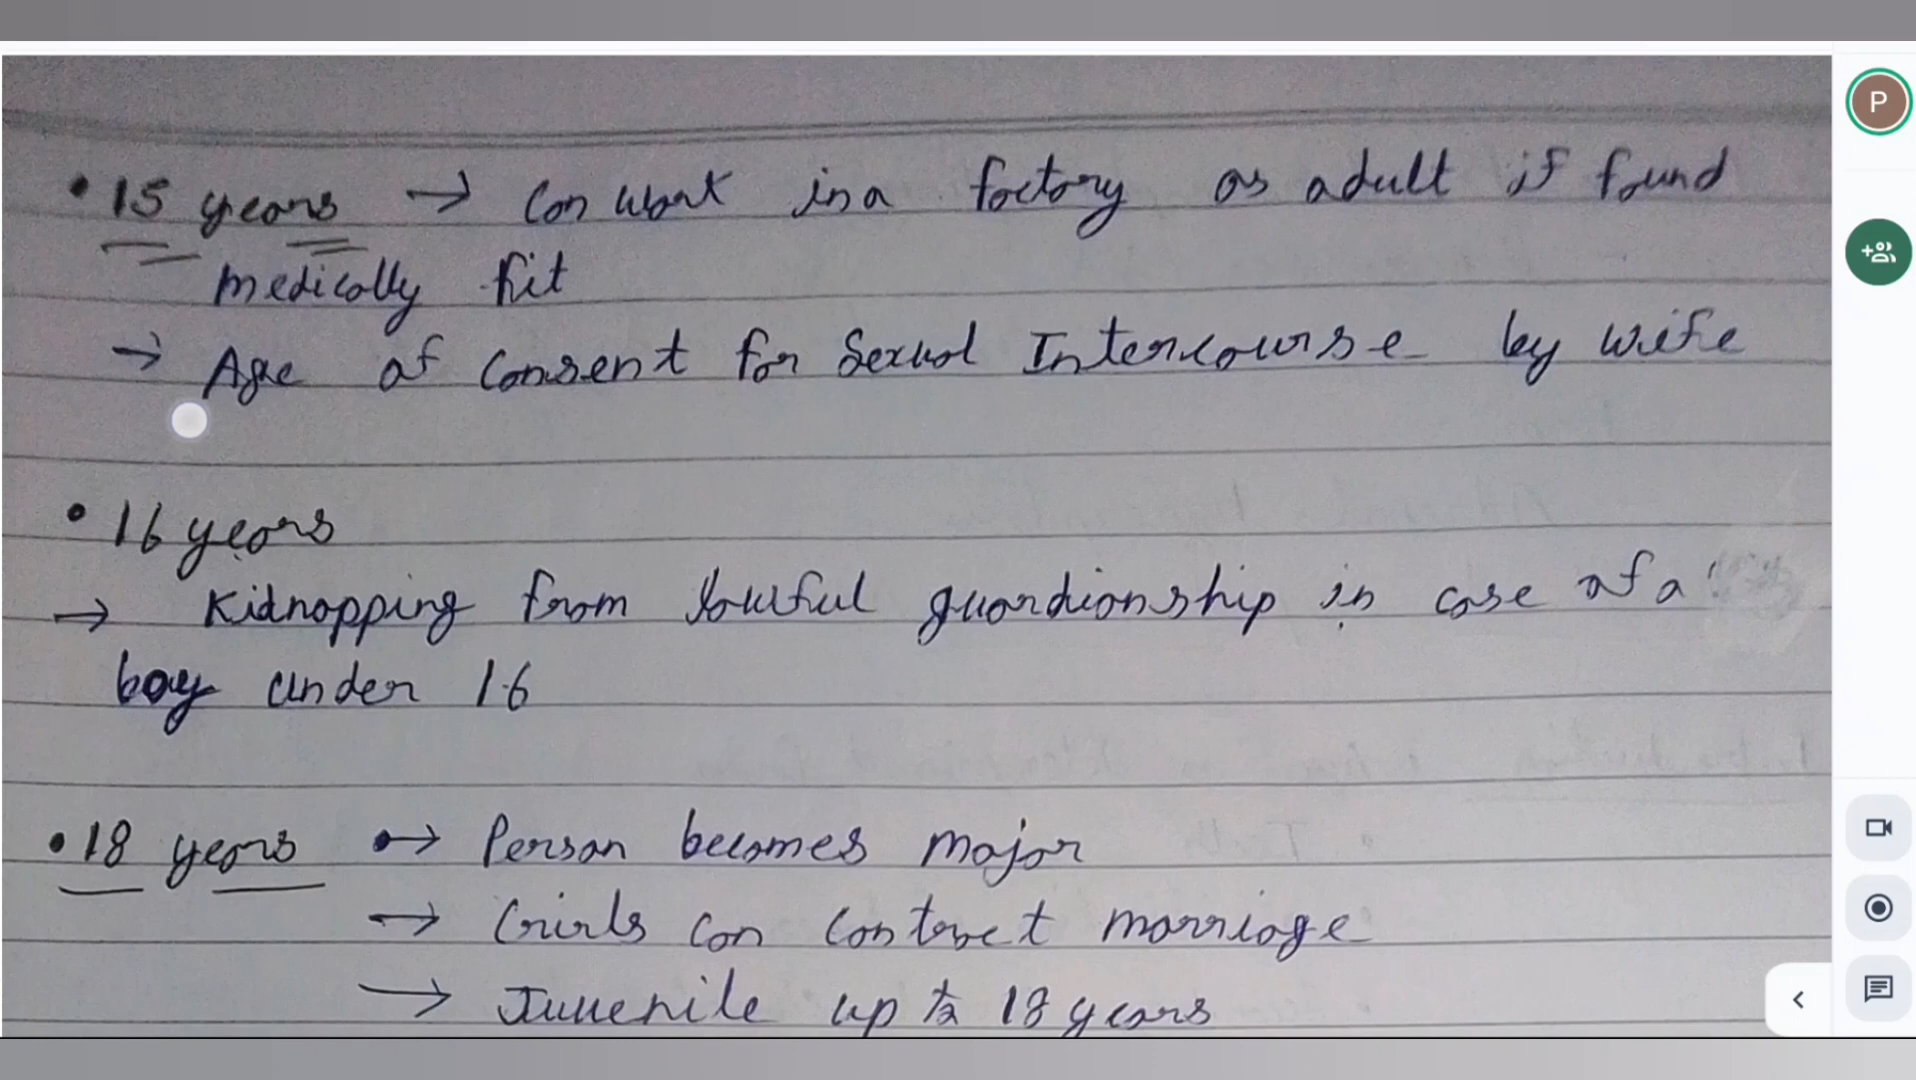 • 15 years → Can work in a factory as adult if found
medically fit
→ Age of Consent for Sexual Intercourse by wife
• 16 years
→ Kidnapping from lawful guardianship in case of a
boy under 16
• 18 years → Person becomes major
→ Girls can contract marriage
→ Juvenile up to 18 years
P